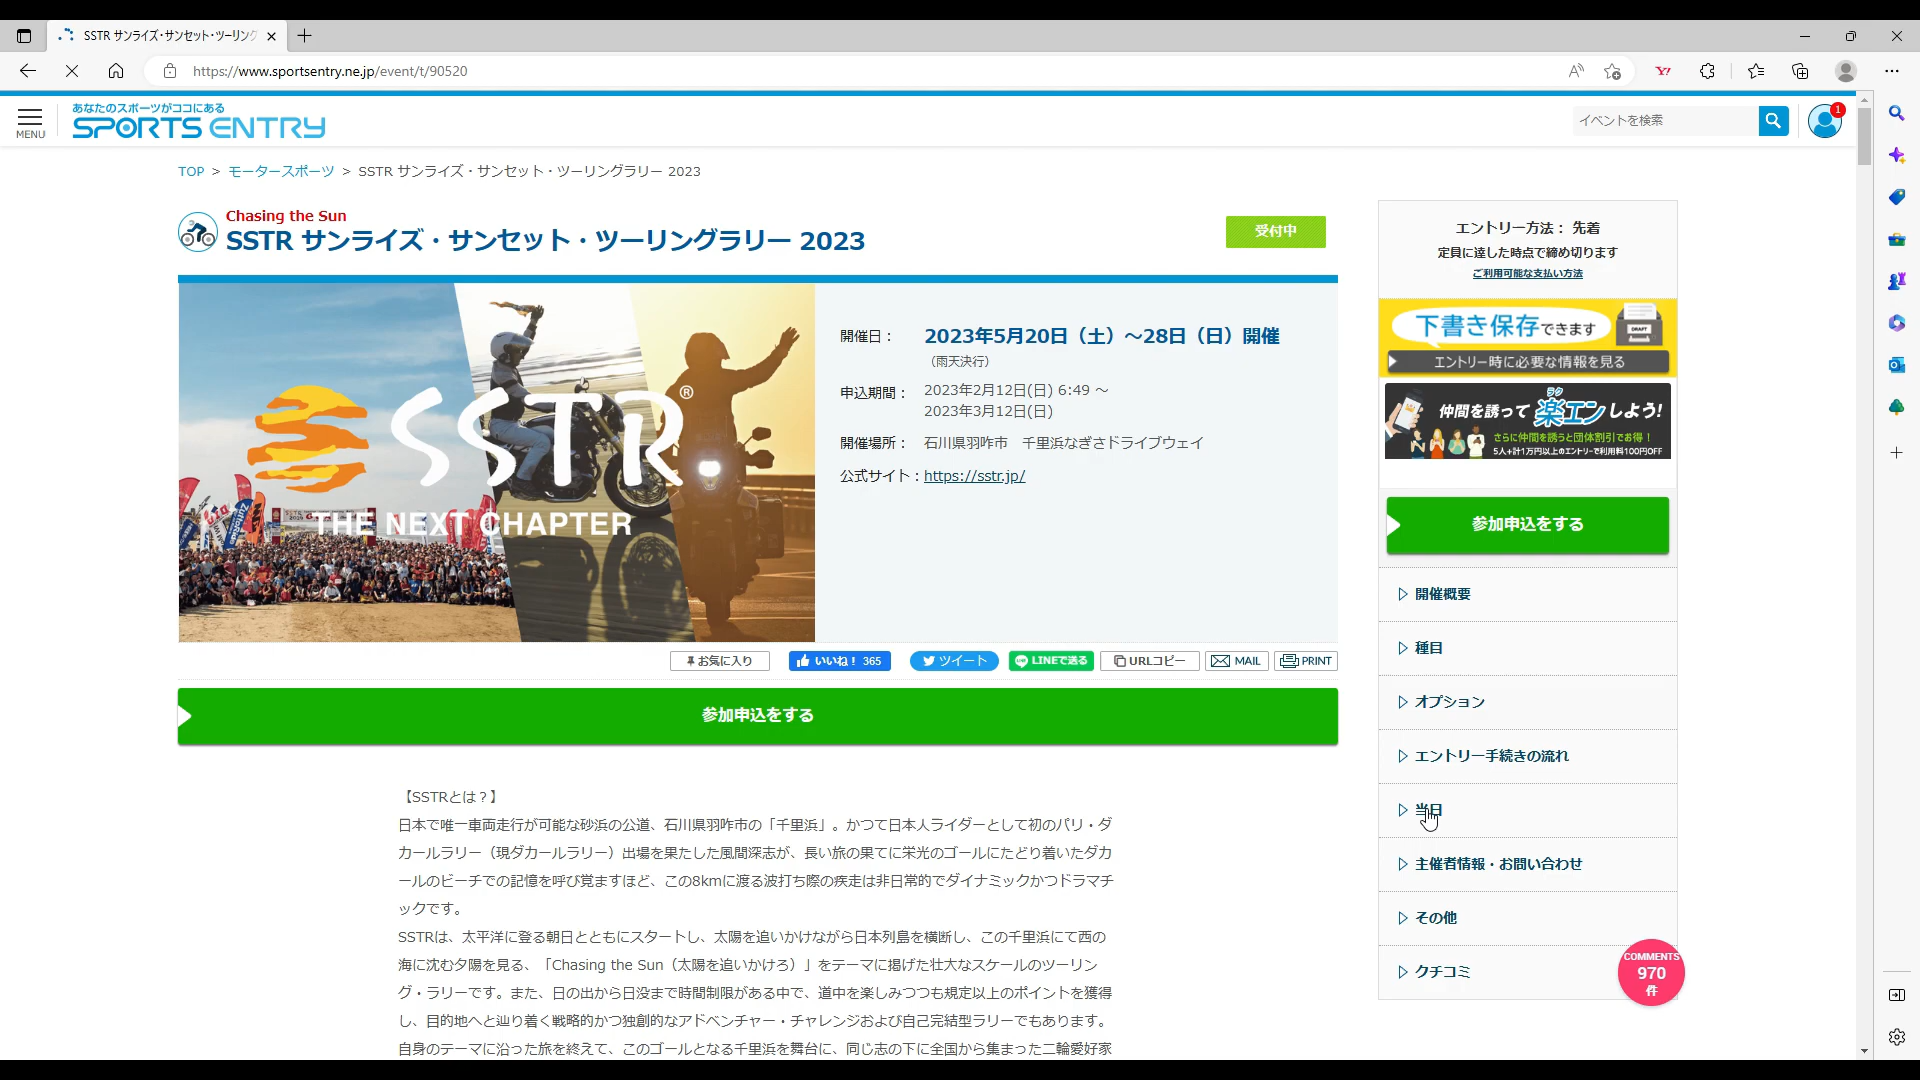 SSTR サンライズ・サンセット・ツーリング
https://www.sportsentry.ne.jp/event/t/90520
MENU
あなたのスポーツがココにある
SPORTS ENTRY
イベントを検索
1
TOP > モータースポーツ > SSTR サンライズ・サンセット・ツーリングラリー 2023
Chasing the Sun
SSTR サンライズ・サンセット・ツーリングラリー 2023
受付中
SSTR®
THE NEXT CHAPTER
開催日： 2023年5月20日（土）～28日（日）開催
（雨天決行）
申込期間： 2023年2月12日(日) 6:49 ～
2023年3月12日(日)
開催場所： 石川県羽咋市　千里浜なぎさドライブウェイ
公式サイト： https://sstr.jp/
お気に入り
いいね！ 365
ツイート
LINEで送る
URLコピー
MAIL
PRINT
参加申込をする
【SSTRとは？】
日本で唯一車両走行が可能な砂浜の公道、石川県羽咋市の「千里浜」。かつて日本人ライダーとして初のパリ・ダ
カールラリー（現ダカールラリー）出場を果たした風間深志が、長い旅の果てに栄光のゴールにたどり着いたダカ
ールのビーチでの記憶を呼び覚ますほど、この8kmに渡る波打ち際の疾走は非日常的でダイナミックかつドラマチ
ックです。
SSTRは、太平洋に登る朝日とともにスタートし、太陽を追いかけながら日本列島を横断し、この千里浜にて西の
海に沈む夕陽を見る、「Chasing the Sun（太陽を追いかけろ）」をテーマに掲げた壮大なスケールのツーリン
グ・ラリーです。また、日の出から日没まで時間制限がある中で、道中を楽しみつつも規定以上のポイントを獲得
し、目的地へと辿り着く戦略的かつ独創的なアドベンチャー・チャレンジおよび自己完結型ラリーでもあります。
自身のテーマに沿った旅を終えて、このゴールとなる千里浜を舞台に、同じ志の下に全国から集まった二輪愛好家
エントリー方法： 先着
定員に達した時点で締め切ります
ご利用可能な支払い方法
下書き保存できます
DRAFT
エントリー時に必要な情報を見る
仲間を誘って楽エンしよう!
ラク
さらに仲間を誘うと団体割引でお得！
5人+計1万円以上のエントリーで利用料100円OFF
参加申込をする
開催概要
種目
オプション
エントリー手続きの流れ
当日
主催者情報・お問い合わせ
その他
クチコミ
COMMENTS
970
件